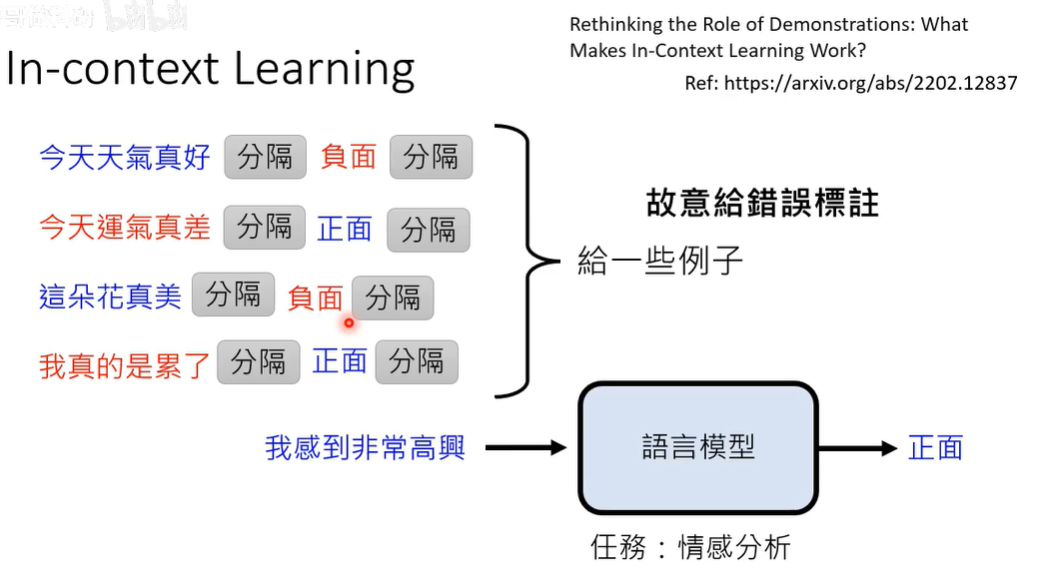 Rethinking the Role of Demonstrations: What
Makes In-Context Learning Work?
Ref: https://arxiv.org/abs/2202.12837
In-context Learning
今天天氣真好 分隔 負面 分隔
今天運氣真差 分隔 正面 分隔
這朵花真美 分隔 負面 分隔
我真的是累了 分隔 正面 分隔
故意給錯誤標註
給一些例子
我感到非常高興 語言模型 正面
任務：情感分析